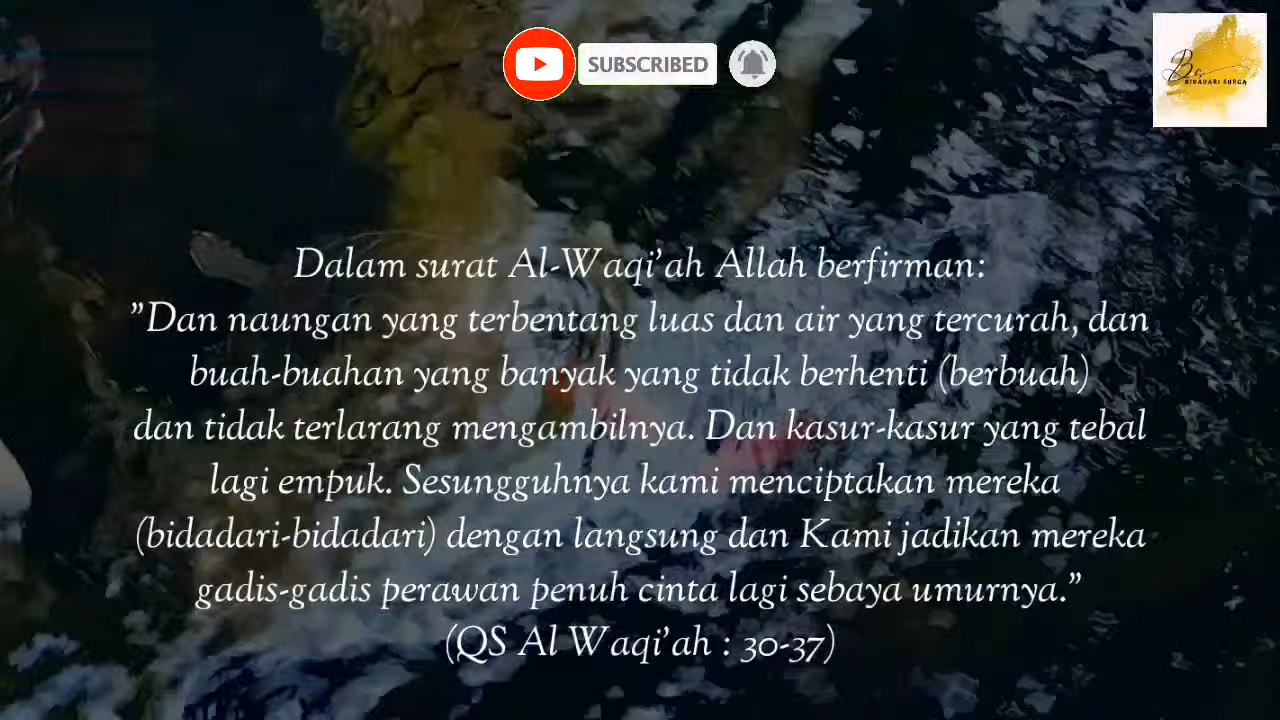 SUBSCRIBED
Bs
BIDADARI SURGA
Dalam surat Al-Waqi'ah Allah berfirman:
"Dan naungan yang terbentang luas dan air yang tercurah, dan
buah-buahan yang banyak yang tidak berhenti (berbuah)
dan tidak terlarang mengambilnya. Dan kasur-kasur yang tebal
lagi empuk. Sesungguhnya kami menciptakan mereka
(bidadari-bidadari) dengan langsung dan Kami jadikan mereka
gadis-gadis perawan penuh cinta lagi sebaya umurnya."
(QS Al Waqi'ah : 30-37)